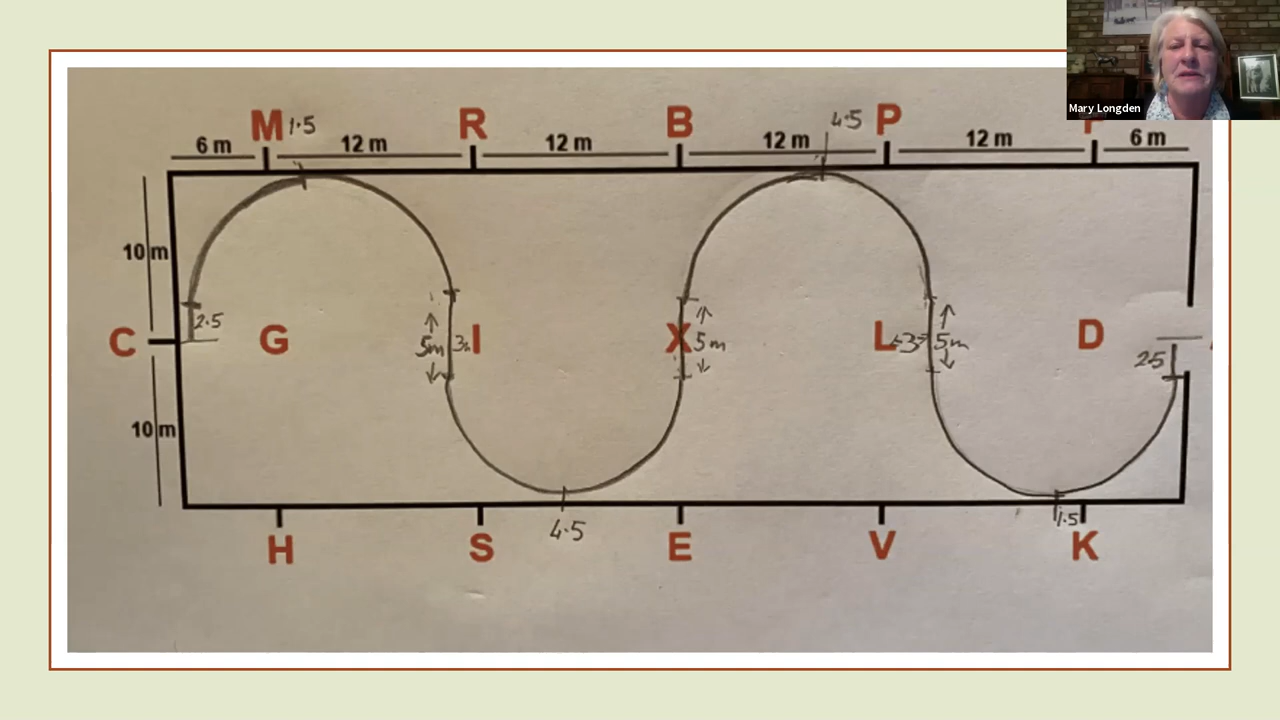 Mary Longden
M 1.5 R B 4.5 P F
6 m 12 m 12 m 12 m 12 m 6 m
10 m
2.5
C G 5m 3m I X 5m L 3 5m D
2.5
10 m
4.5 1.5
H S E V K